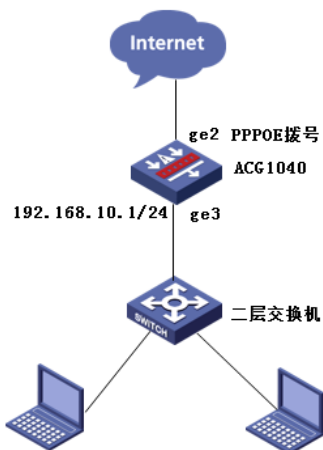 Internet
ge2 PPPOE拨号
ACG1040
192.168.10.1/24 ge3
二层交换机
SWITCH